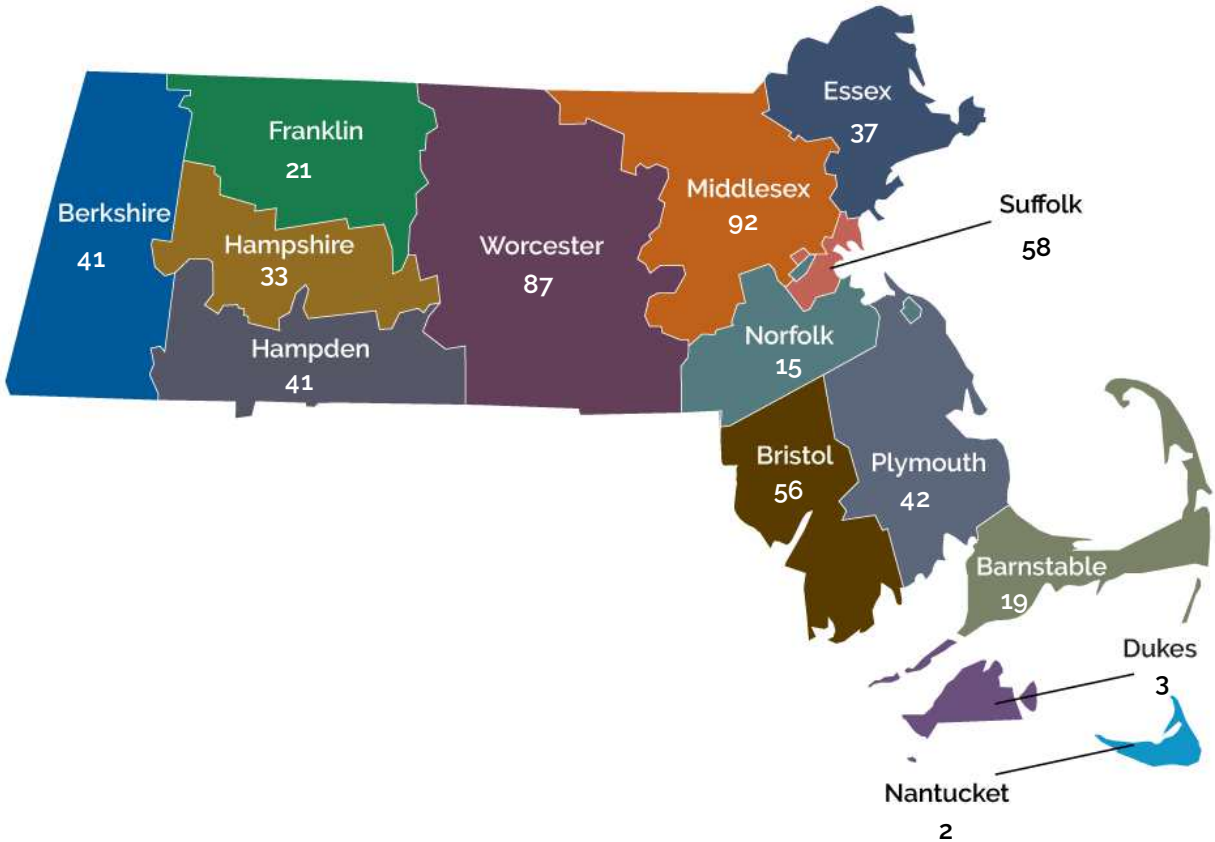 Essex
37
Franklin
21
Middlesex
92
Suffolk
58
Berkshire
41
Hampshire
33
Worcester
87
Norfolk
15
Hampden
41
Bristol
56
Plymouth
42
Barnstable
19
Dukes
3
Nantucket
2